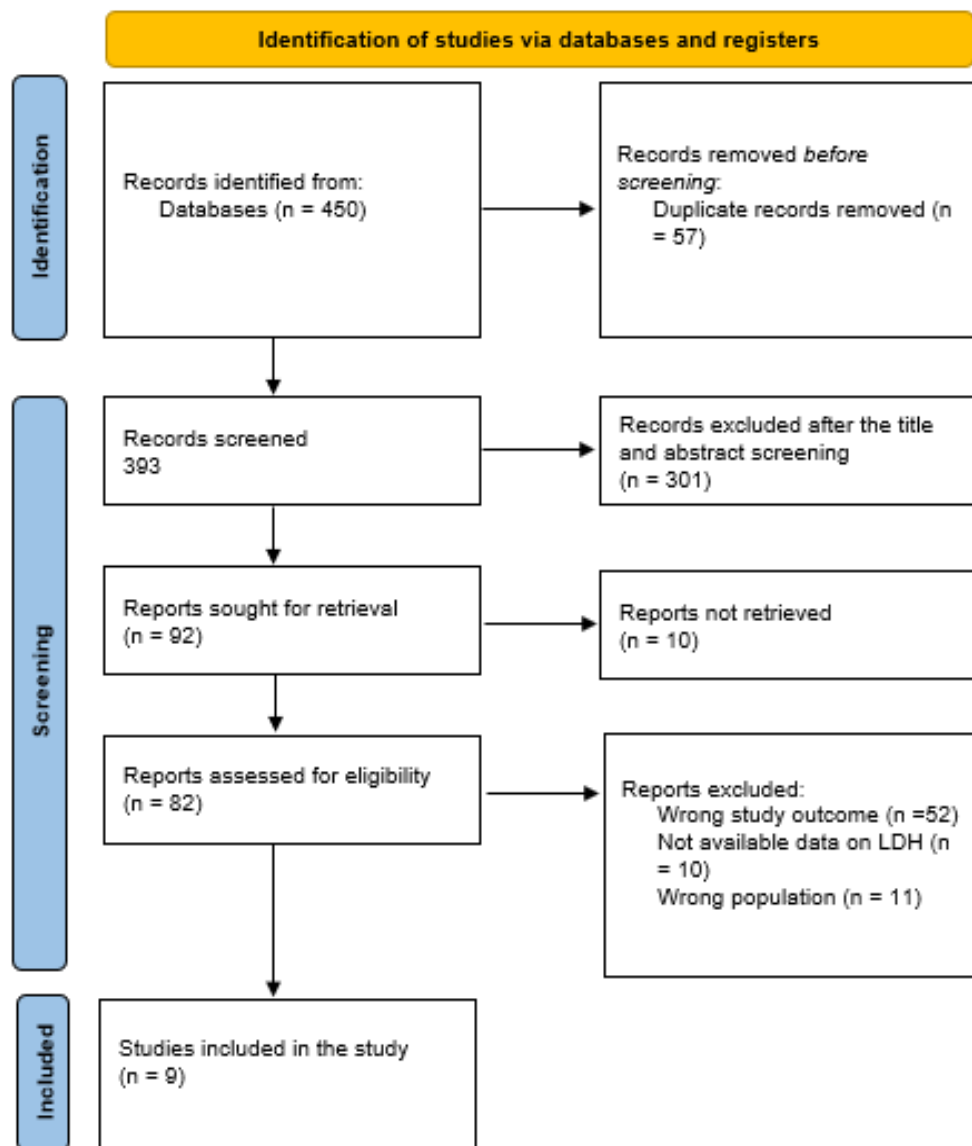 Identification of studies via databases and registers
Identification
Records identified from:
Databases (n = 450)
Records removed before
screening:
Duplicate records removed (n
= 57)
Screening
Records screened
393
Records excluded after the title
and abstract screening
(n = 301)
Reports sought for retrieval
(n = 92)
Reports not retrieved
(n = 10)
Reports assessed for eligibility
(n = 82)
Reports excluded:
Wrong study outcome (n =52)
Not available data on LDH (n
= 10)
Wrong population (n = 11)
Included
Studies included in the study
(n = 9)